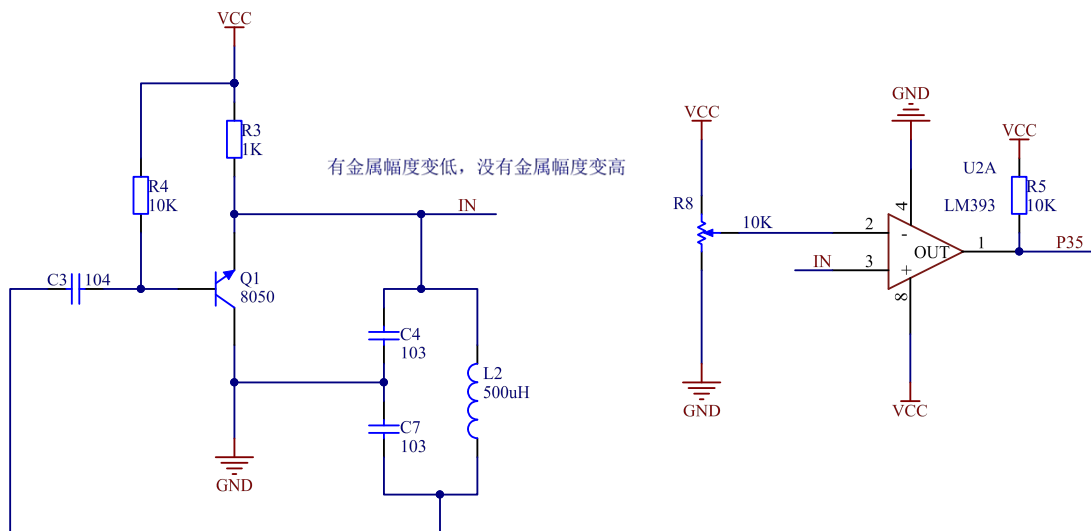 VCC
R3
1K
R4
10K
有金属幅度变低，没有金属幅度变高
IN
C3
104
Q1
8050
C4
103
L2
500uH
C7
103
GND
VCC
R8
10K
GND
IN
GND
4
2
-
3
+
8
OUT
1
VCC
U2A
LM393
VCC
R5
10K
P35